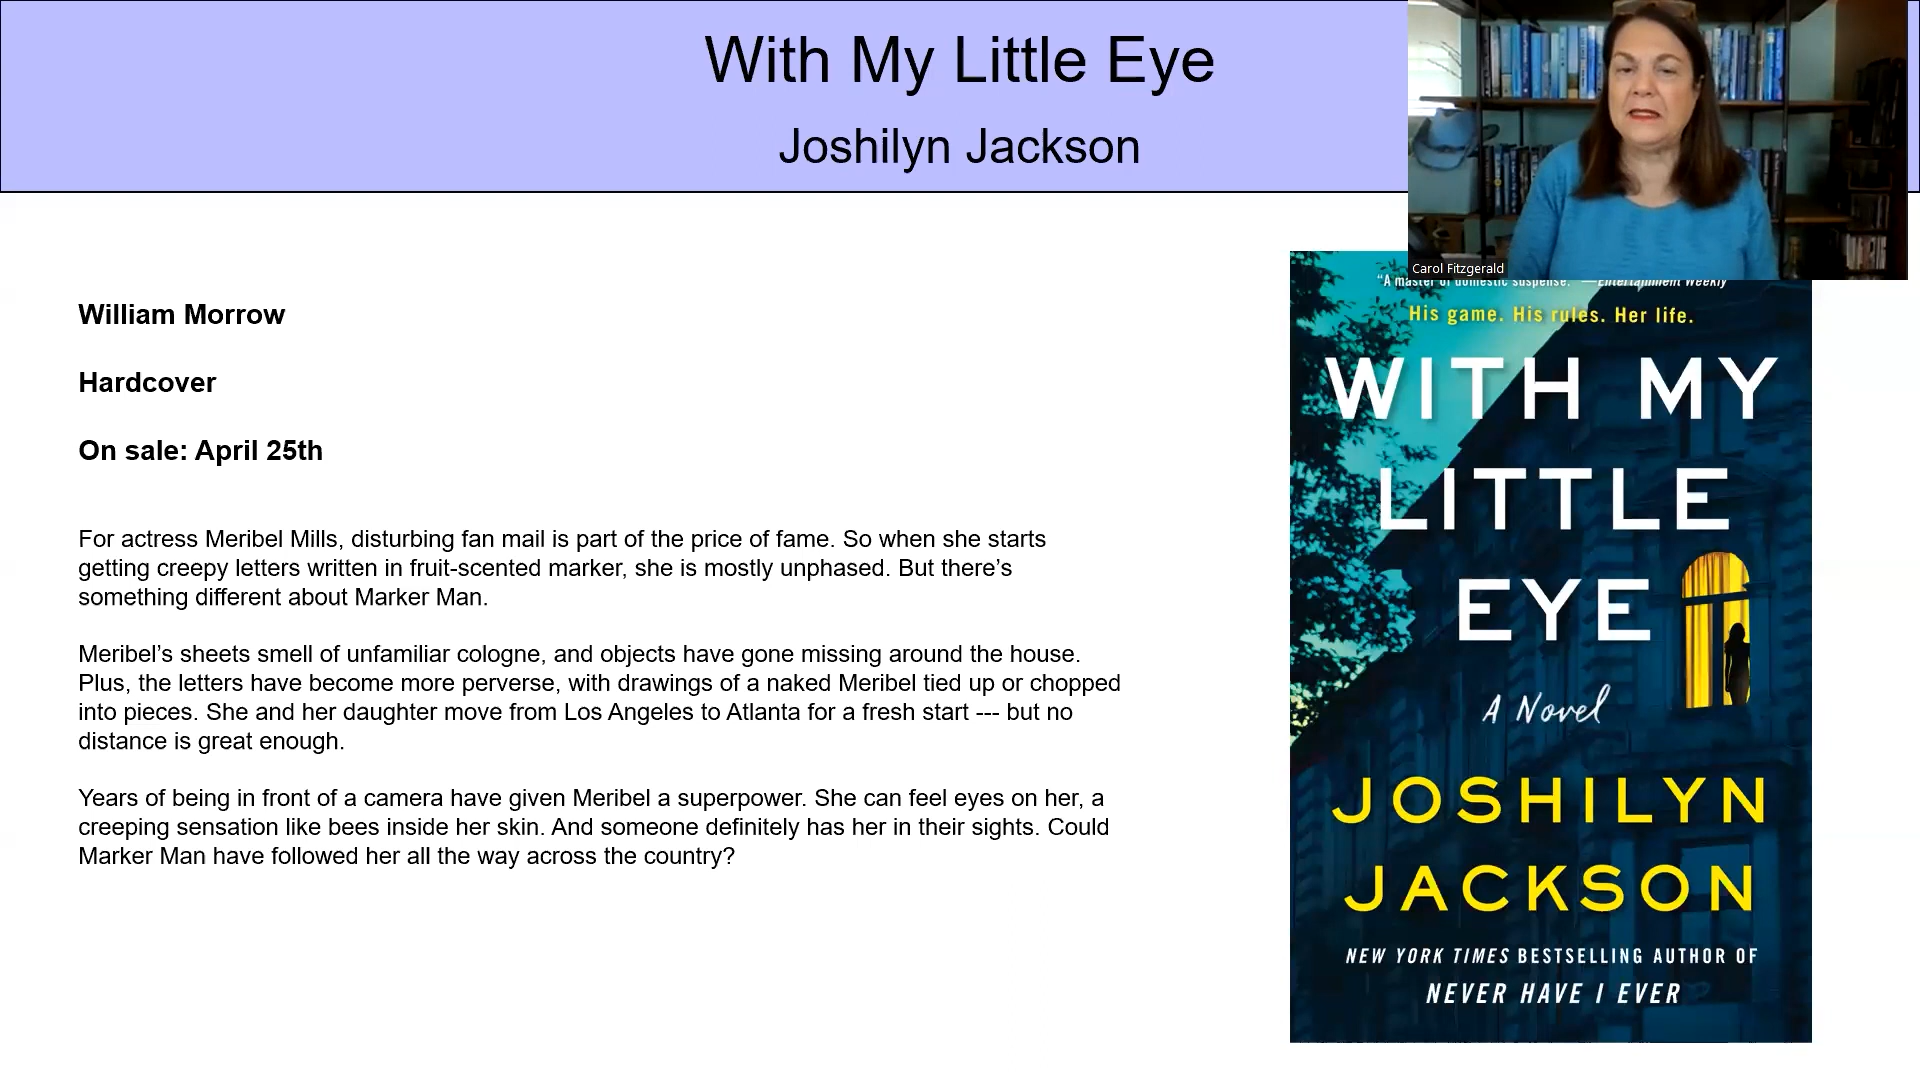 With My Little Eye
Joshilyn Jackson
Carol Fitzgerald
William Morrow
Hardcover
On sale: April 25th
For actress Meribel Mills, disturbing fan mail is part of the price of fame. So when she starts
getting creepy letters written in fruit-scented marker, she is mostly unphased. But there’s
something different about Marker Man.
Meribel’s sheets smell of unfamiliar cologne, and objects have gone missing around the house.
Plus, the letters have become more perverse, with drawings of a naked Meribel tied up or chopped
into pieces. She and her daughter move from Los Angeles to Atlanta for a fresh start --- but no
distance is great enough.
Years of being in front of a camera have given Meribel a superpower. She can feel eyes on her, a
creeping sensation like bees inside her skin. And someone definitely has her in their sights. Could
Marker Man have followed her all the way across the country?
“A master of domestic suspense.” —Entertainment Weekly
His game. His rules. Her life.
WITH MY
LITTLE
EYE
A Novel
JOSHILYN
JACKSON
NEW YORK TIMES BESTSELLING AUTHOR OF
NEVER HAVE I EVER